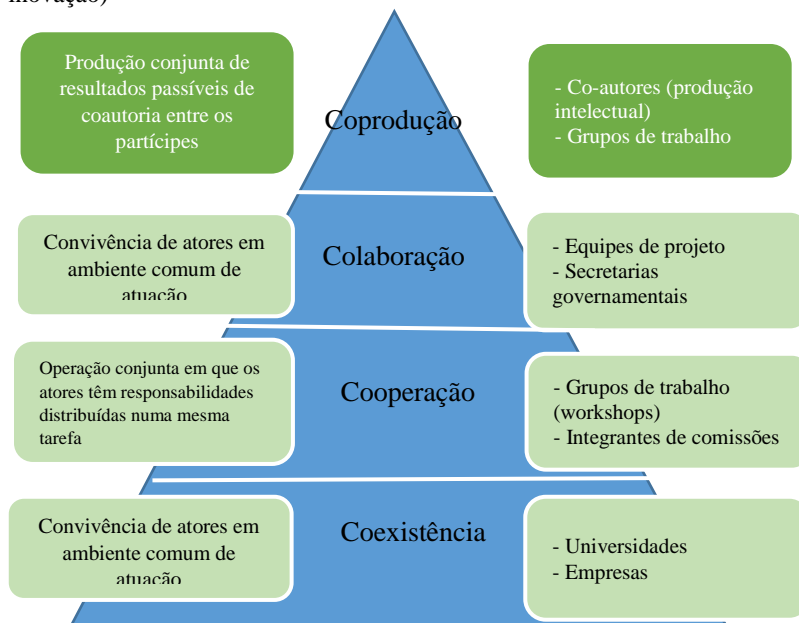 inovação)
Produção conjunta de
resultados passíveis de
coautoria entre os
partícipes
Coprodução
- Co-autores (produção
intelectual)
- Grupos de trabalho
Convivência de atores em
ambiente comum de
atuação
Colaboração
- Equipes de projeto
- Secretarias
governamentais
Operação conjunta em que os
atores têm responsabilidades
distribuídas numa mesma
tarefa
Cooperação
- Grupos de trabalho
(workshops)
- Integrantes de comissões
Convivência de atores em
ambiente comum de
atuação
Coexistência
- Universidades
- Empresas